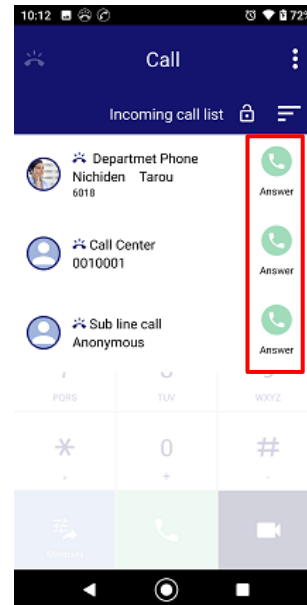 10:12 72%
Call
Incoming call list
Departmet Phone
Nichiden Tarou
6018
Answer
Call Center
0010001
Answer
Sub line call
Anonymous
Answer
PQRS TUV WXYZ
* 0 #
, + -